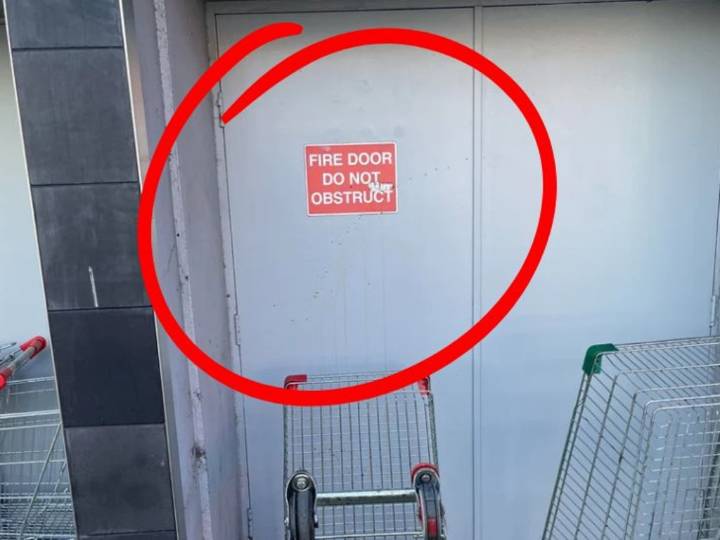 FIRE DOOR
DO NOT
OBSTRUCT